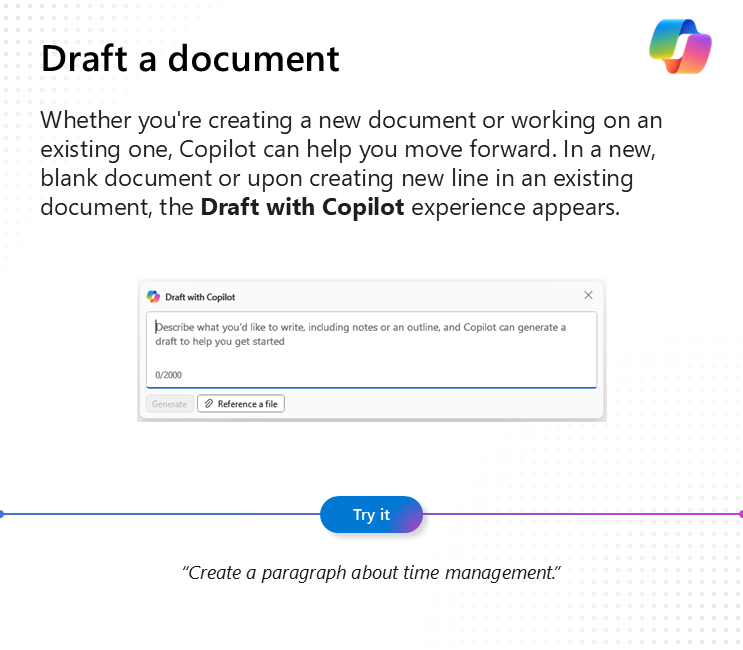 Draft a document
Whether you're creating a new document or working on an
existing one, Copilot can help you move forward. In a new,
blank document or upon creating new line in an existing
document, the Draft with Copilot experience appears.
Draft with Copilot
Describe what you'd like to write, including notes or an outline, and Copilot can generate a
draft to help you get started
0/2000
Generate
Reference a file
Try it
"Create a paragraph about time management."